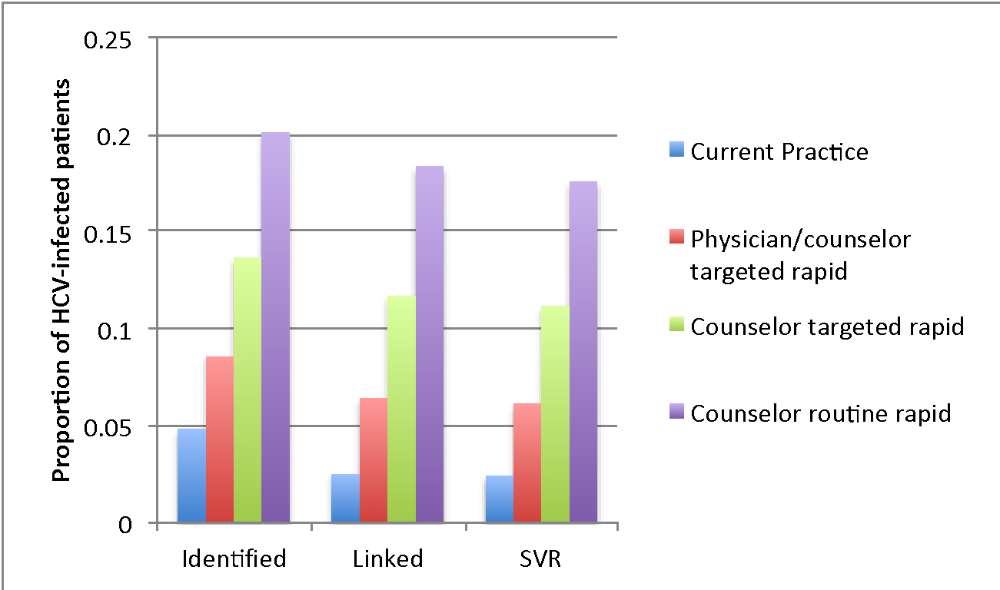 Proportion of HCV-infected patients
0.25
0.2
0.15
0.1
0.05
0
Identified
Linked
SVR
Current Practice
Physician/counselor
targeted rapid
Counselor targeted rapid
Counselor routine rapid